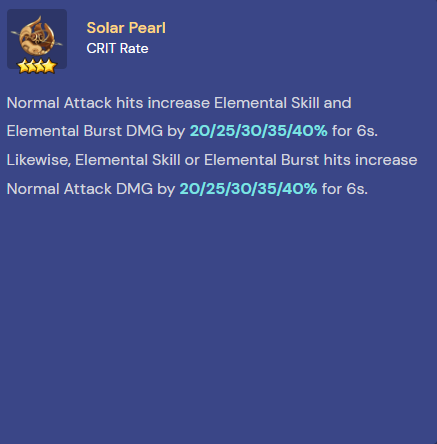 Solar Pearl
CRIT Rate
Normal Attack hits increase Elemental Skill and
Elemental Burst DMG by 20/25/30/35/40% for 6s.
Likewise, Elemental Skill or Elemental Burst hits increase
Normal Attack DMG by 20/25/30/35/40% for 6s.